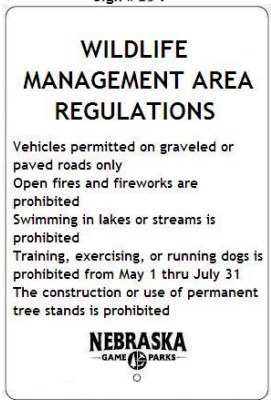 WILDLIFE
MANAGEMENT AREA
REGULATIONS
Vehicles permitted on graveled or
paved roads only
Open fires and fireworks are
prohibited
Swimming in lakes or streams is
prohibited
Training, exercising, or running dogs is
prohibited from May 1 thru July 31
The construction or use of permanent
tree stands is prohibited
NEBRASKA
GAME PARKS